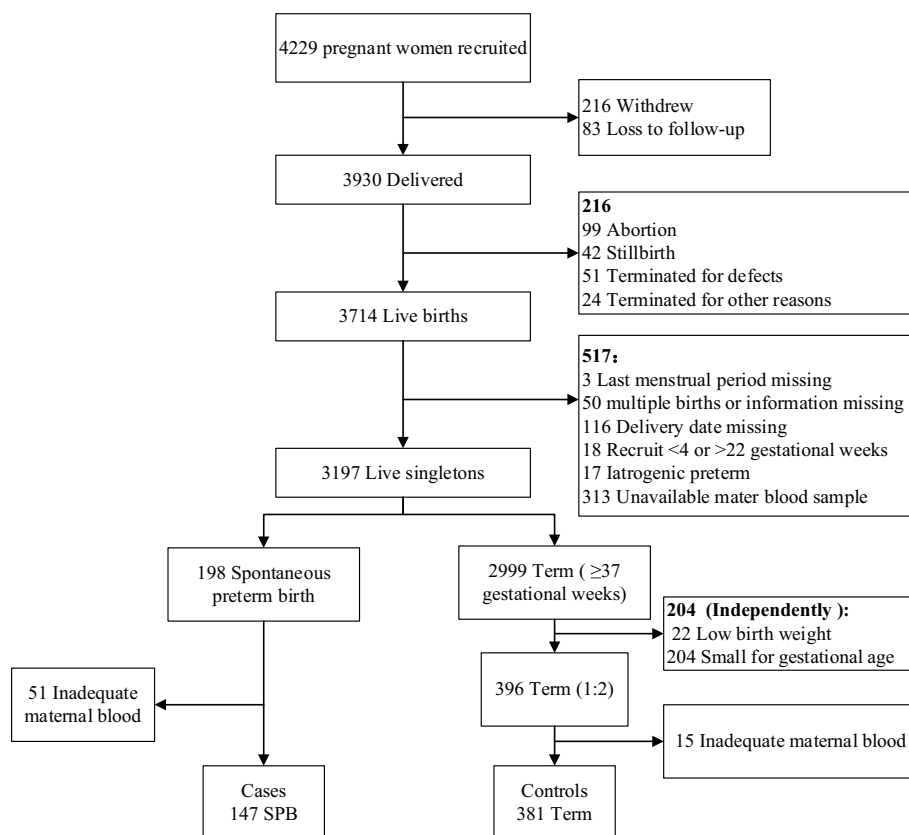 4229 pregnant women recruited
216 Withdrew
83 Loss to follow-up
3930 Delivered
216
99 Abortion
42 Stillbirth
51 Terminated for defects
24 Terminated for other reasons
3714 Live births
517：
3 Last menstrual period missing
50 multiple births or information missing
116 Delivery date missing
18 Recruit <4 or >22 gestational weeks
17 Iatrogenic preterm
313 Unavailable mater blood sample
3197 Live singletons
198 Spontaneous
preterm birth
2999 Term ( ≥37
gestational weeks)
204 (Independently ):
22 Low birth weight
204 Small for gestational age
51 Inadequate
maternal blood
396 Term (1:2)
15 Inadequate maternal blood
Cases
147 SPB
Controls
381 Term